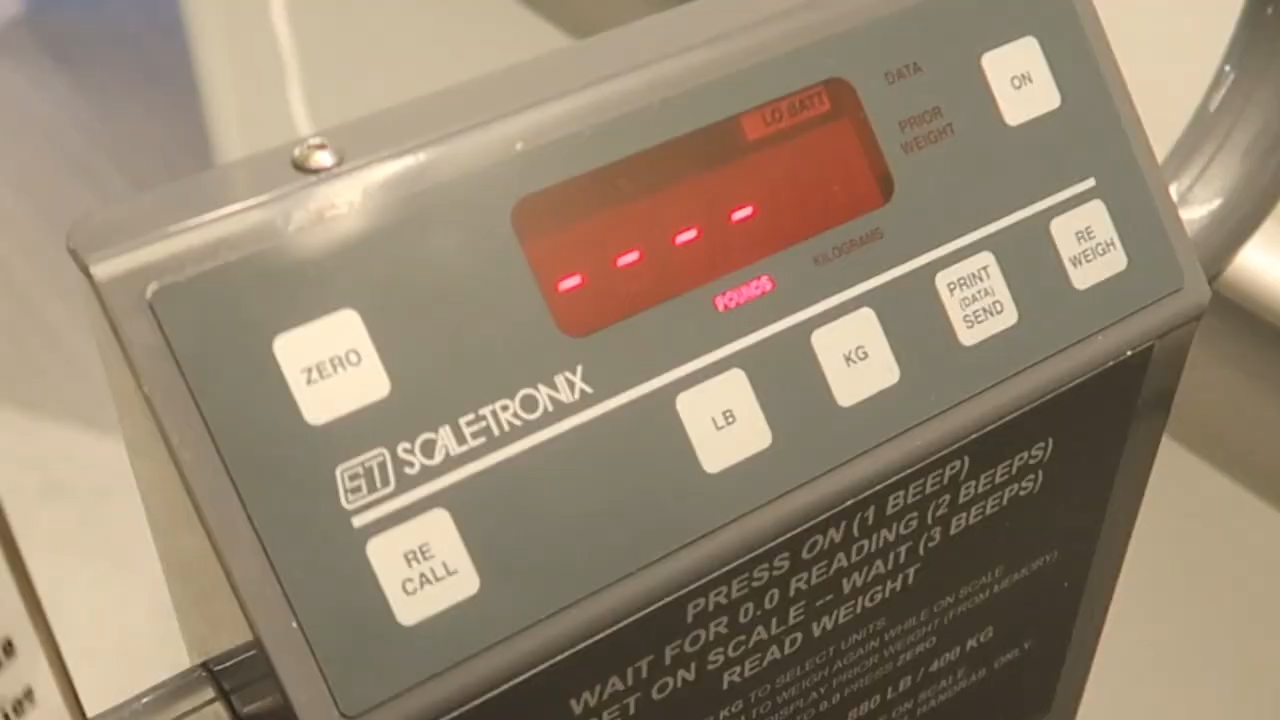 LO BATT
DATA
ON
PRIOR
WEIGHT
- - - -
KILOGRAMS
POUNDS
ZERO
ST SCALE-TRONIX
RE
WEIGH
PRINT
(DATA)
SEND
KG
LB
RE
CALL
PRESS ON (1 BEEP)
WAIT FOR 0.0 READING (2 BEEPS)
ET ON SCALE -- WAIT (3 BEEPS)
READ WEIGHT
KG TO SELECT UNITS
TO WEIGH AGAIN WHILE ON SCALE
DISPLAY PRIOR WEIGHT (FROM MEMORY)
TO 0.0 PRESS ZERO
880 LB / 400 KG
ON SCALE.
HANDRAIL ONLY.